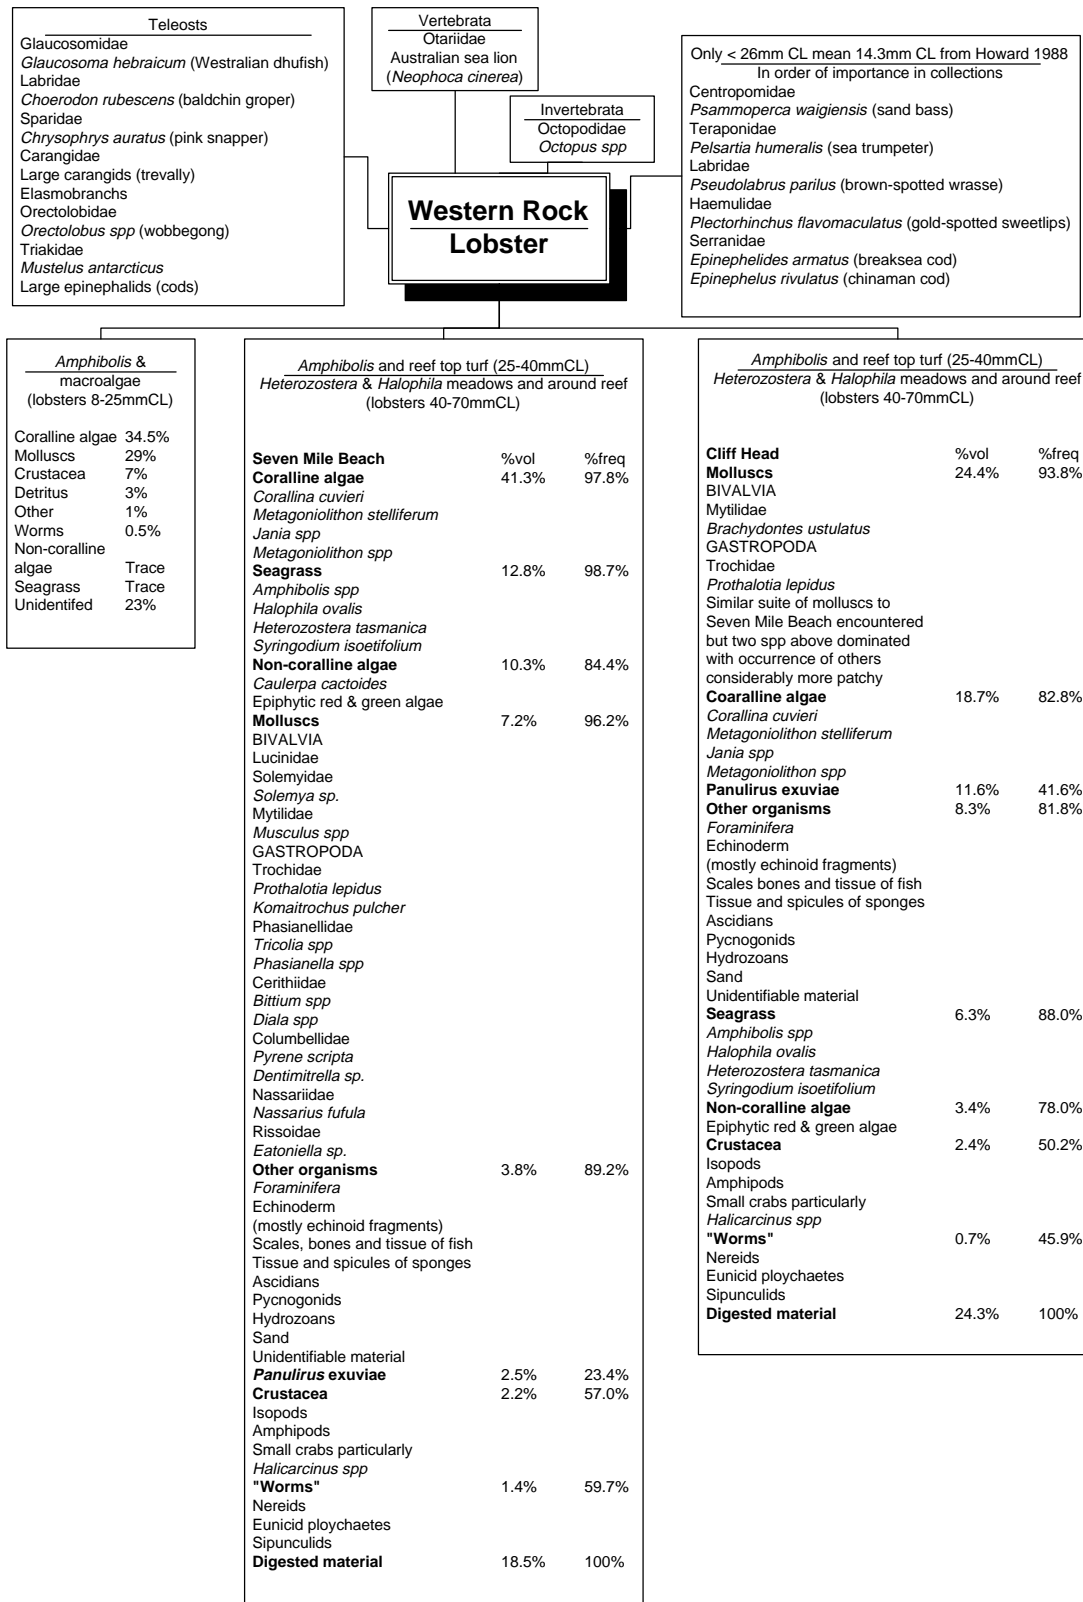 Teleosts
Glaucosomidae
Glaucosoma hebraicum (Westralian dhufish)
Labridae
Choerodon rubescens (baldchin groper)
Sparidae
Chrysophrys auratus (pink snapper)
Carangidae
Large carangids (trevally)
Elasmobranchs
Orectolobidae
Orectolobus spp (wobbegong)
Triakidae
Mustelus antarcticus
Large epinephalids (cods)
Vertebrata
Otariidae
Australian sea lion
(Neophoca cinerea)
Invertebrata
Octopodidae
Octopus spp
Only < 26mm CL mean 14.3mm CL from Howard 1988
In order of importance in collections
Centropomidae
Psammoperca waigiensis (sand bass)
Teraponidae
Pelsartia humeralis (sea trumpeter)
Labridae
Pseudolabrus parilus (brown-spotted wrasse)
Haemulidae
Plectorhinchus flavomaculatus (gold-spotted sweetlips)
Serranidae
Epinephelides armatus (breaksea cod)
Epinephelus rivulatus (chinaman cod)
Western Rock
Lobster
Amphibolis &
macroalgae
(lobsters 8-25mmCL)
Coralline algae 34.5%
Molluscs 29%
Crustacea 7%
Detritus 3%
Other 1%
Worms 0.5%
Non-coralline
algae Trace
Seagrass Trace
Unidentifed 23%
Amphibolis and reef top turf (25-40mmCL)
Heterozostera & Halophila meadows and around reef
(lobsters 40-70mmCL)
Seven Mile Beach %vol %freq
Coralline algae 41.3% 97.8%
Corallina cuvieri
Metagoniolithon stelliferum
Jania spp
Metagoniolithon spp
Seagrass 12.8% 98.7%
Amphibolis spp
Halophila ovalis
Heterozostera tasmanica
Syringodium isoetifolium
Non-coralline algae 10.3% 84.4%
Caulerpa cactoides
Epiphytic red & green algae
Molluscs 7.2% 96.2%
BIVALVIA
Lucinidae
Solemyidae
Solemya sp.
Mytilidae
Musculus spp
GASTROPODA
Trochidae
Prothalotia lepidus
Komaitrochus pulcher
Phasianellidae
Tricolia spp
Phasianella spp
Cerithiidae
Bittium spp
Diala spp
Columbellidae
Pyrene scripta
Dentimitrella sp.
Nassariidae
Nassarius fufula
Rissoidae
Eatoniella sp.
Other organisms 3.8% 89.2%
Foraminifera
Echinoderm
(mostly echinoid fragments)
Scales, bones and tissue of fish
Tissue and spicules of sponges
Ascidians
Pycnogonids
Hydrozoans
Sand
Unidentifiable material
Panulirus exuviae 2.5% 23.4%
Crustacea 2.2% 57.0%
Isopods
Amphipods
Small crabs particularly
Halicarcinus spp
"Worms" 1.4% 59.7%
Nereids
Eunicid ploychaetes
Sipunculids
Digested material 18.5% 100%
Amphibolis and reef top turf (25-40mmCL)
Heterozostera & Halophila meadows and around reef
(lobsters 40-70mmCL)
Cliff Head %vol %freq
Molluscs 24.4% 93.8%
BIVALVIA
Mytilidae
Brachydontes ustulatus
GASTROPODA
Trochidae
Prothalotia lepidus
Similar suite of molluscs to
Seven Mile Beach encountered
but two spp above dominated
with occurrence of others
considerably more patchy
Coaralline algae 18.7% 82.8%
Corallina cuvieri
Metagoniolithon stelliferum
Jania spp
Metagoniolithon spp
Panulirus exuviae 11.6% 41.6%
Other organisms 8.3% 81.8%
Foraminifera
Echinoderm
(mostly echinoid fragments)
Scales bones and tissue of fish
Tissue and spicules of sponges
Ascidians
Pycnogonids
Hydrozoans
Sand
Unidentifiable material
Seagrass 6.3% 88.0%
Amphibolis spp
Halophila ovalis
Heterozostera tasmanica
Syringodium isoetifolium
Non-coralline algae 3.4% 78.0%
Epiphytic red & green algae
Crustacea 2.4% 50.2%
Isopods
Amphipods
Small crabs particularly
Halicarcinus spp
"Worms" 0.7% 45.9%
Nereids
Eunicid ploychaetes
Sipunculids
Digested material 24.3% 100%